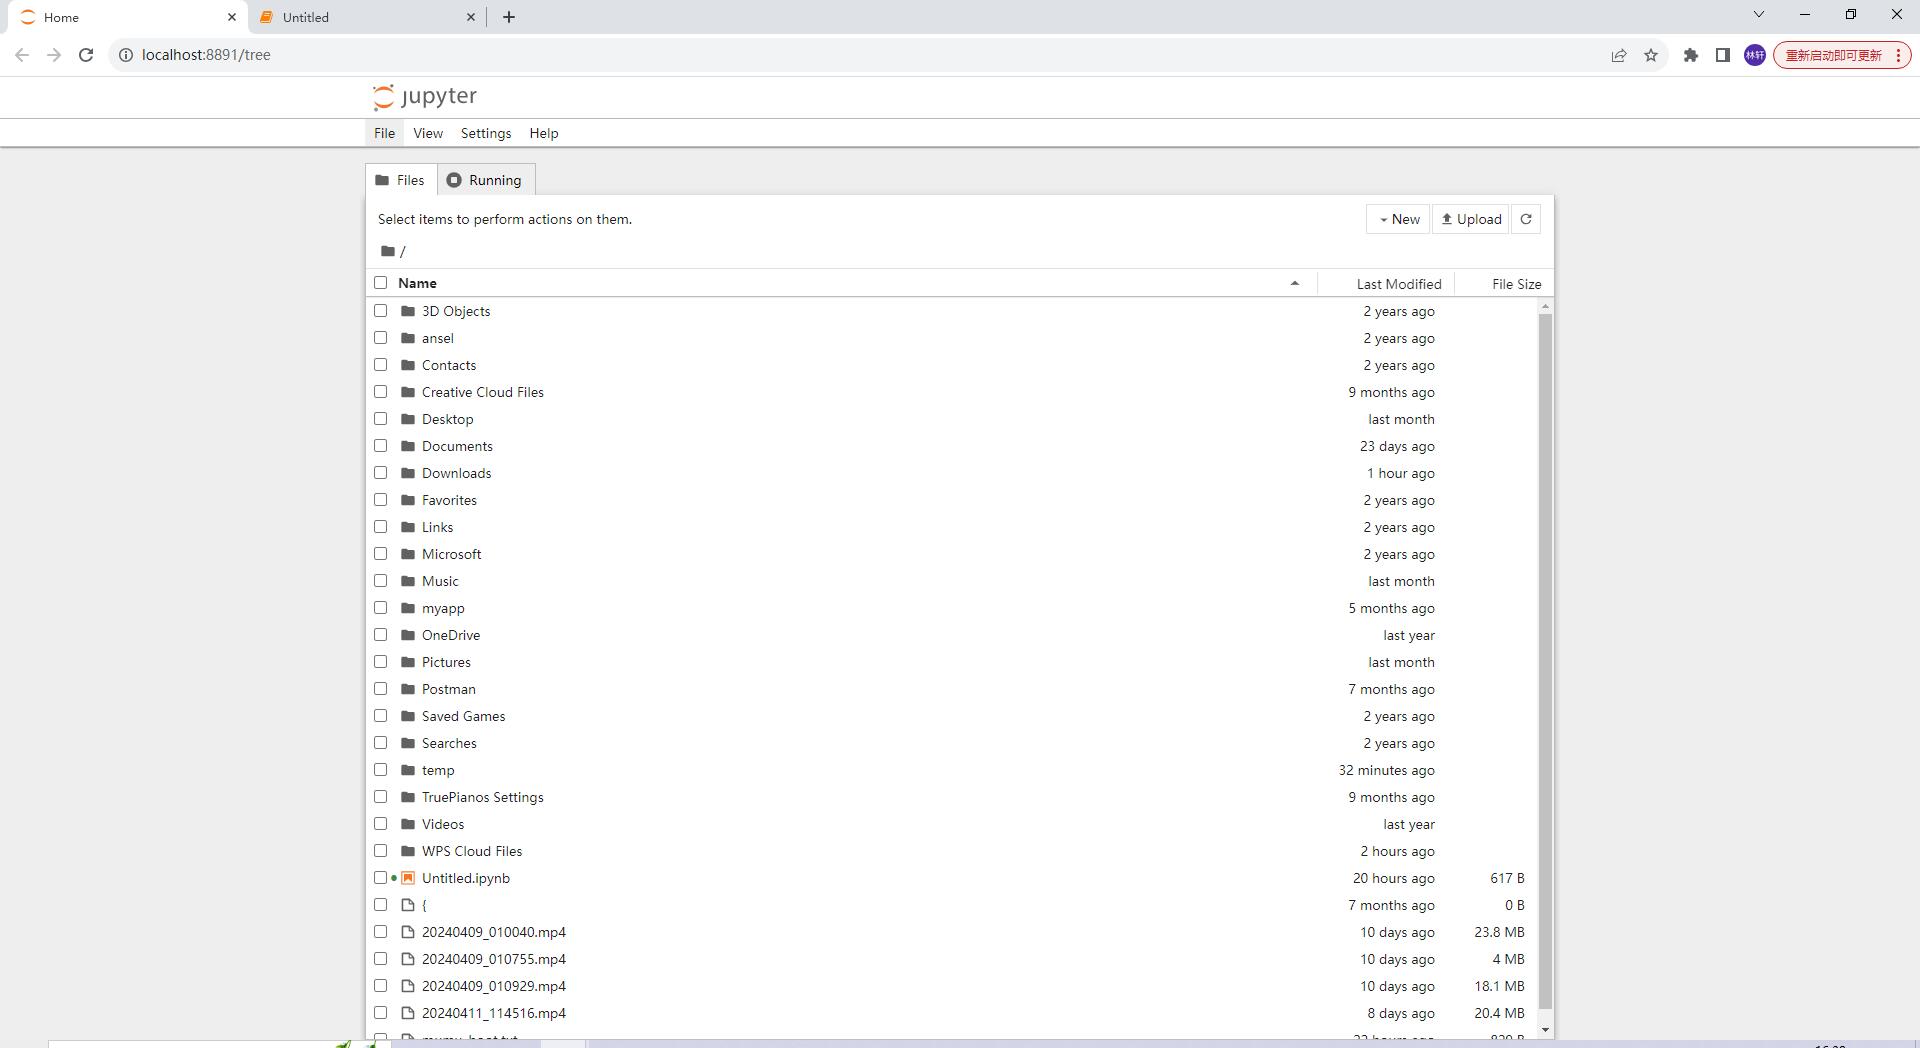 Home
Untitled
localhost:8891/tree
林轩
重新启动即可更新
jupyter
File View Settings Help
Files Running
Select items to perform actions on them.
New Upload
/
Name Last Modified File Size
3D Objects 2 years ago
ansel 2 years ago
Contacts 2 years ago
Creative Cloud Files 9 months ago
Desktop last month
Documents 23 days ago
Downloads 1 hour ago
Favorites 2 years ago
Links 2 years ago
Microsoft 2 years ago
Music last month
myapp 5 months ago
OneDrive last year
Pictures last month
Postman 7 months ago
Saved Games 2 years ago
Searches 2 years ago
temp 32 minutes ago
TruePianos Settings 9 months ago
Videos last year
WPS Cloud Files 2 hours ago
Untitled.ipynb 20 hours ago 617 B
{ 7 months ago 0 B
20240409_010040.mp4 10 days ago 23.8 MB
20240409_010755.mp4 10 days ago 4 MB
20240409_010929.mp4 10 days ago 18.1 MB
20240411_114516.mp4 8 days ago 20.4 MB